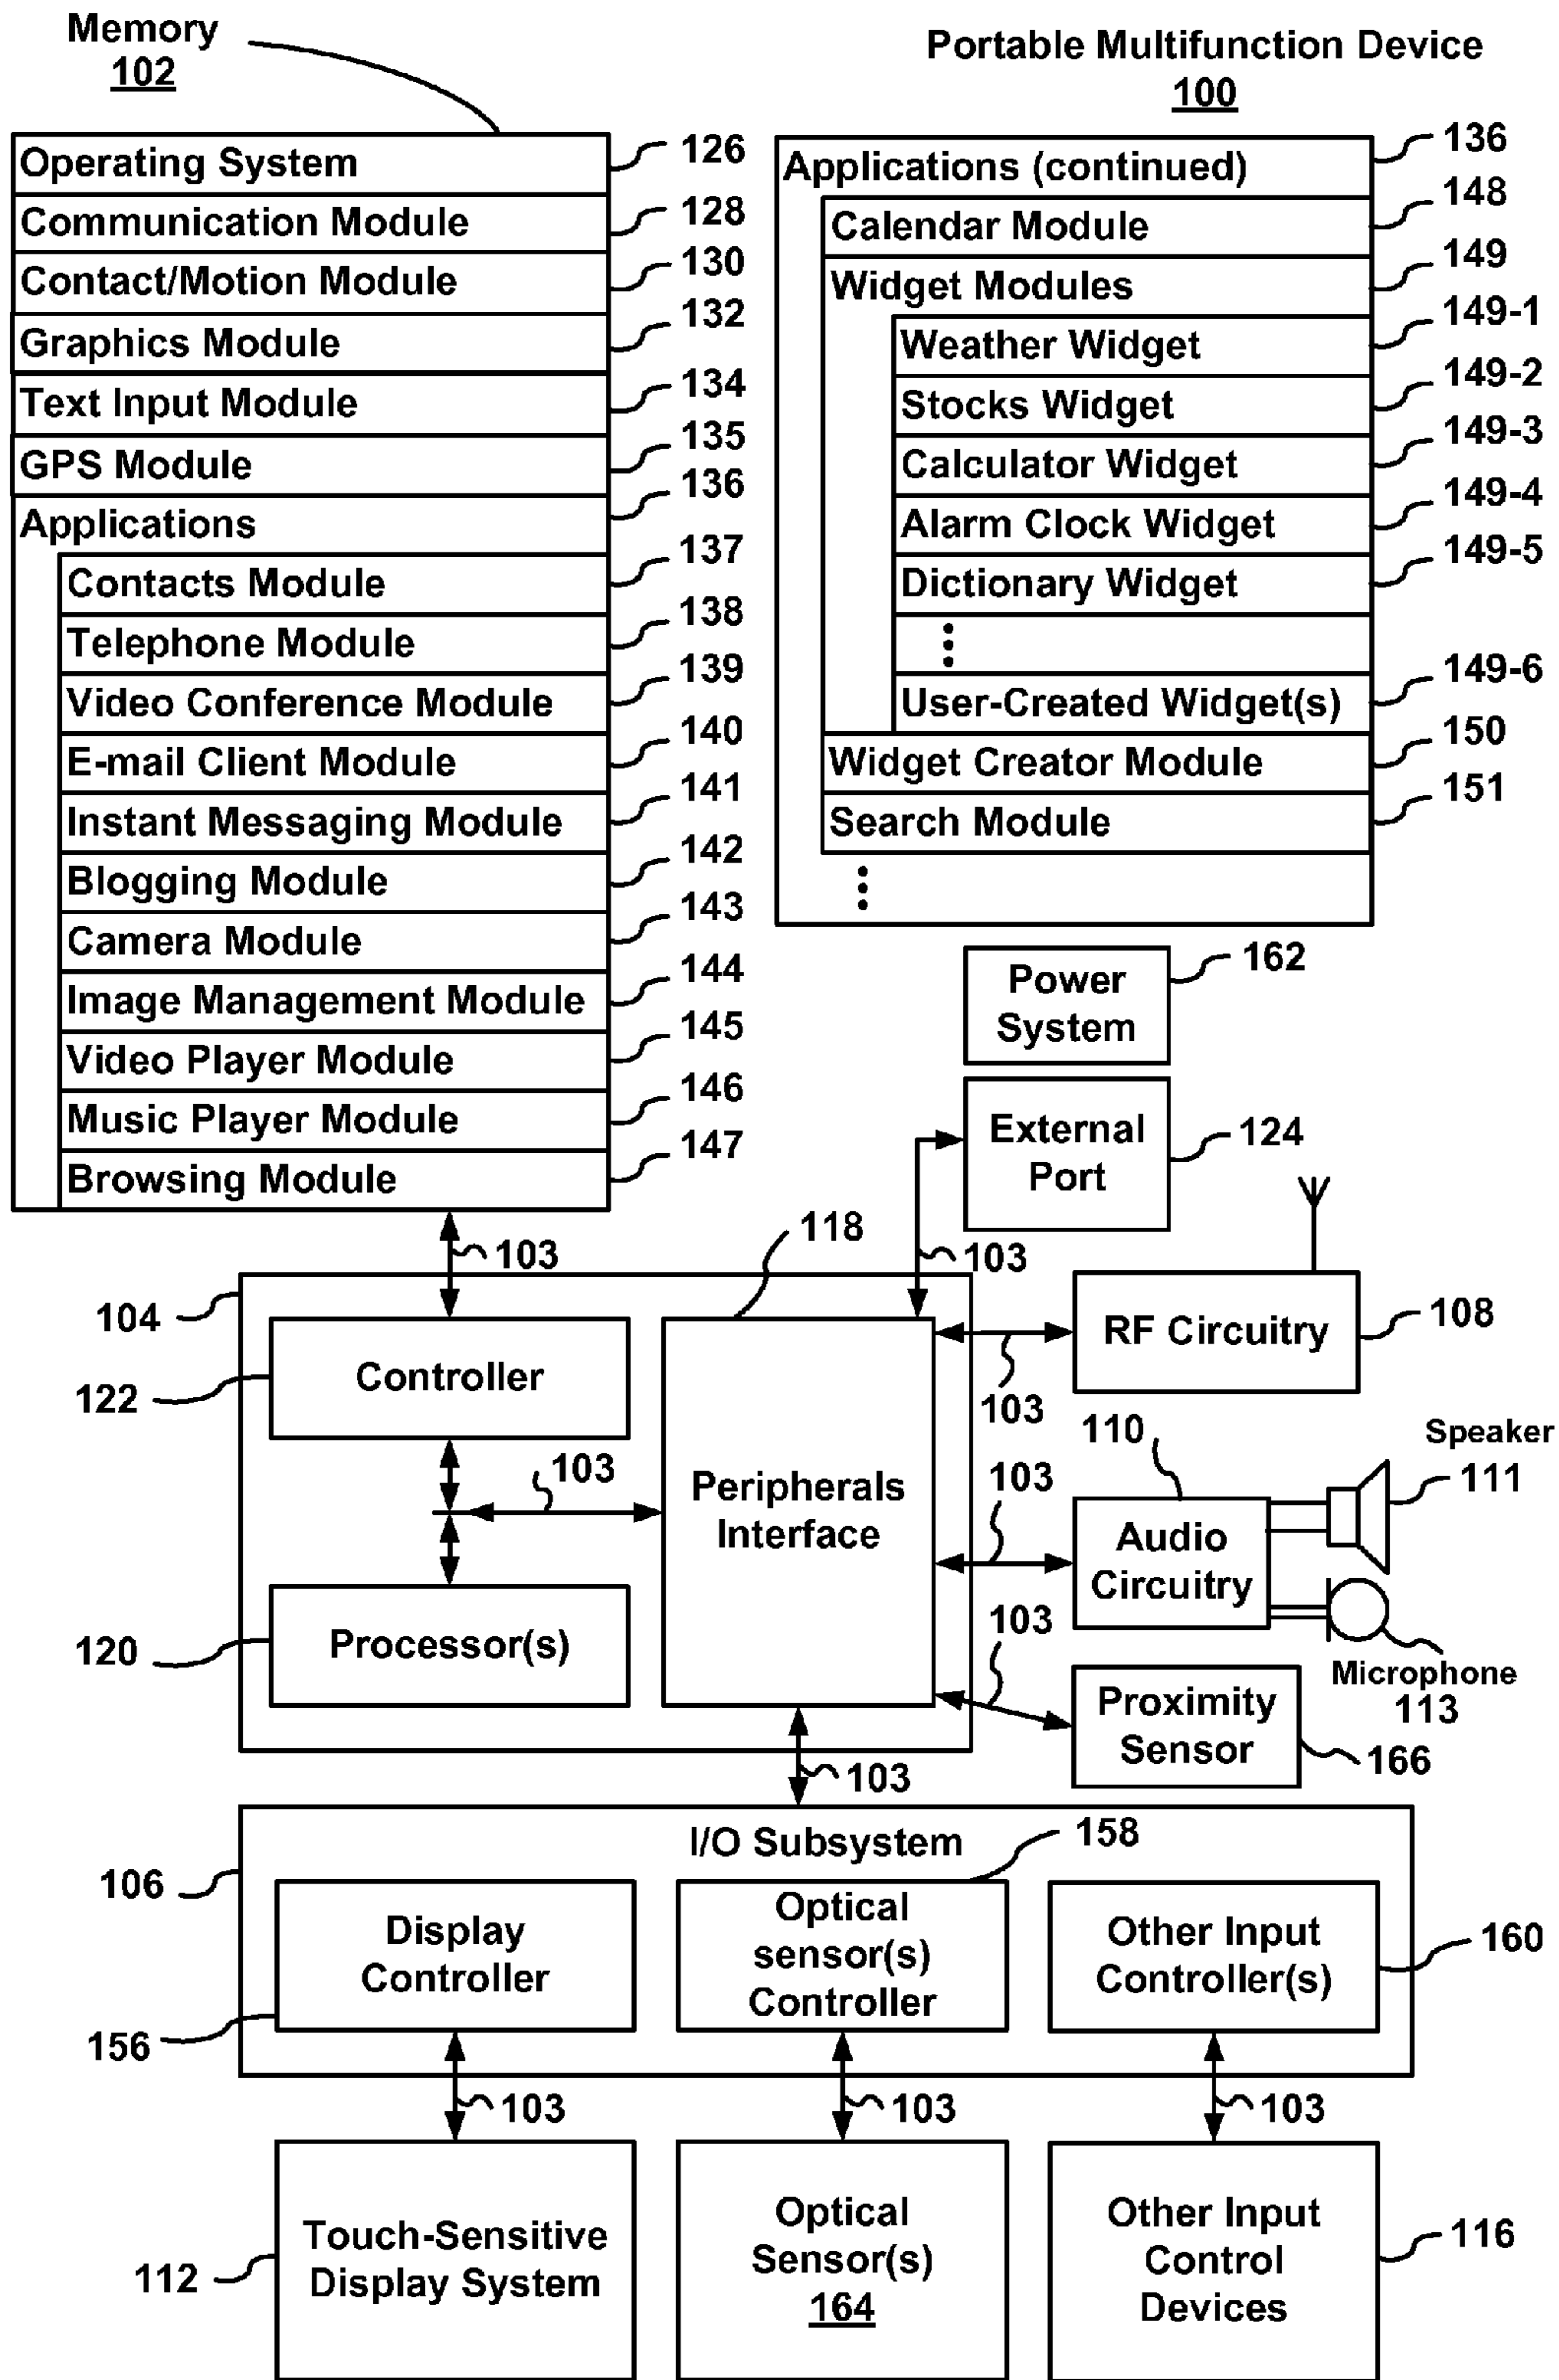 Memory
102
Portable Multifunction Device
100
Operating System
126
Communication Module
128
Contact/Motion Module
130
Graphics Module
132
Text Input Module
134
GPS Module
135
Applications
136
Contacts Module
137
Telephone Module
138
Video Conference Module
139
E-mail Client Module
140
Instant Messaging Module
141
Blogging Module
142
Camera Module
143
Image Management Module
144
Video Player Module
145
Music Player Module
146
Browsing Module
147
Applications (continued)
136
Calendar Module
148
Widget Modules
149
Weather Widget
149-1
Stocks Widget
149-2
Calculator Widget
149-3
Alarm Clock Widget
149-4
Dictionary Widget
149-5
User-Created Widget(s)
149-6
Widget Creator Module
150
Search Module
151
Power
System
162
External
Port
124
103
118
103
104
Controller
122
RF Circuitry
108
103
103
Peripherals
Interface
103
110
Audio
Circuitry
Speaker
111
Processor(s)
120
103
Microphone
113
Proximity
Sensor
166
103
I/O Subsystem
158
106
Display
Controller
156
Optical
sensor(s)
Controller
Other Input
Controller(s)
160
103
103
103
Touch-Sensitive
Display System
112
Optical
Sensor(s)
164
Other Input
Control
Devices
116